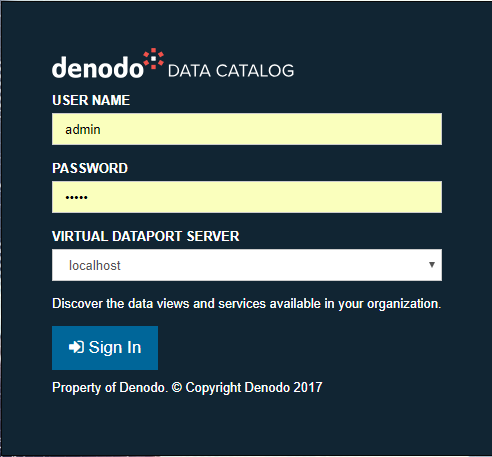 denodo DATA CATALOG
USER NAME
admin
PASSWORD
•••••
VIRTUAL DATAPORT SERVER
localhost
Discover the data views and services available in your organization.
Sign In
Property of Denodo. © Copyright Denodo 2017